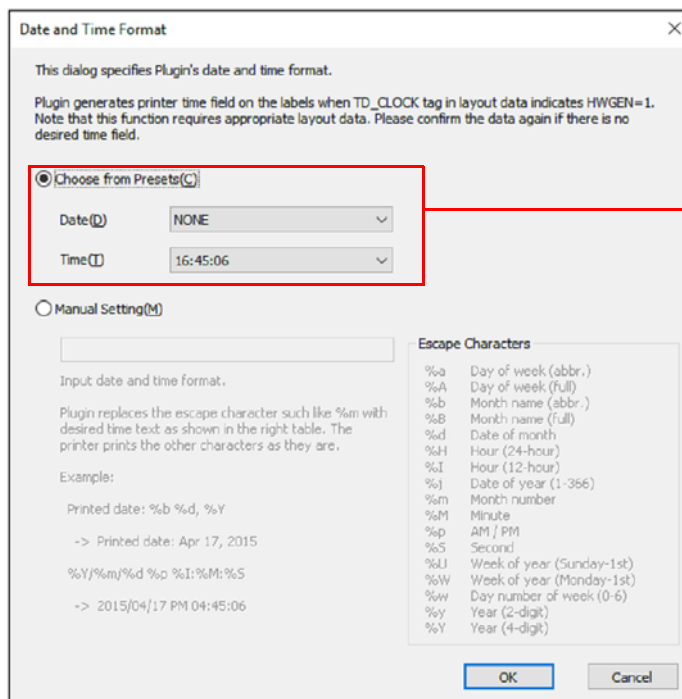 Date and Time Format
This dialog specifies Plugin's date and time format.
Plugin generates printer time field on the labels when TD_CLOCK tag in layout data indicates HWGEN=1.
Note that this function requires appropriate layout data. Please confirm the data again if there is no
desired time field.
Choose from Presets(C)
Date(D) NONE
Time(T) 16:45:06
Manual Setting(M)
Input date and time format.
Plugin replaces the escape character such like %m with
desired time text as shown in the right table. The
printer prints the other characters as they are.
Example:
Printed date: %b %d, %Y
-> Printed date: Apr 17, 2015
%Y/%m/%d %p %I:%M:%S
-> 2015/04/17 PM 04:45:06
Escape Characters
%a Day of week (abbr.)
%A Day of week (full)
%b Month name (abbr.)
%B Month name (full)
%d Date of month
%H Hour (24-hour)
%I Hour (12-hour)
%j Date of year (1-366)
%m Month number
%M Minute
%p AM / PM
%S Second
%U Week of year (Sunday-1st)
%W Week of year (Monday-1st)
%w Day number of week (0-6)
%y Year (2-digit)
%Y Year (4-digit)
OK Cancel